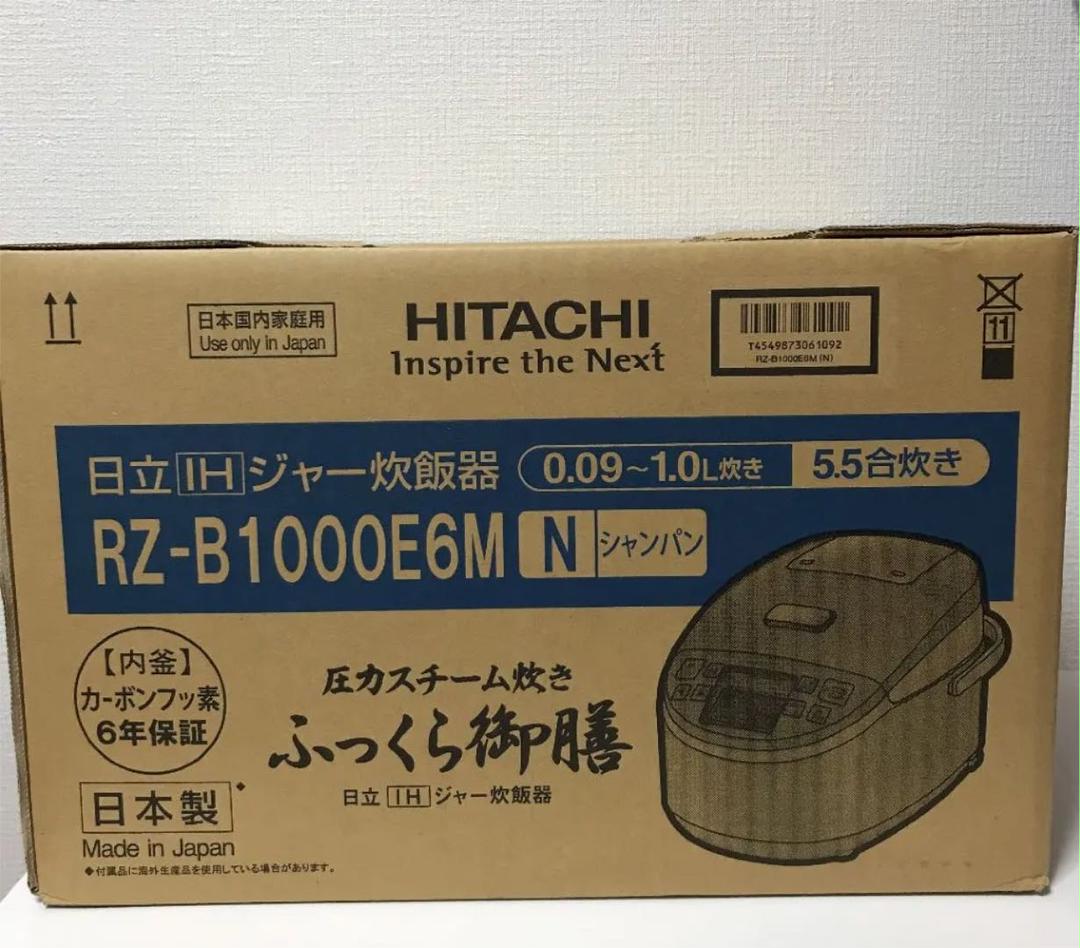 日本国内家庭用
Use only in Japan
HITACHI
Inspire the Next
T4549873061092
RZ-B1000E6M (N)
11
日立 IH ジャー炊飯器
0.09~1.0L炊き 5.5合炊き
RZ-B1000E6M N シャンパン
【内釜】
カーボンフッ素
6年保証
圧力スチーム炊き
ふっくら御膳
日立 IH ジャー炊飯器
日本製◆
Made in Japan
◆付属品に海外生産品を使用している場合があります。